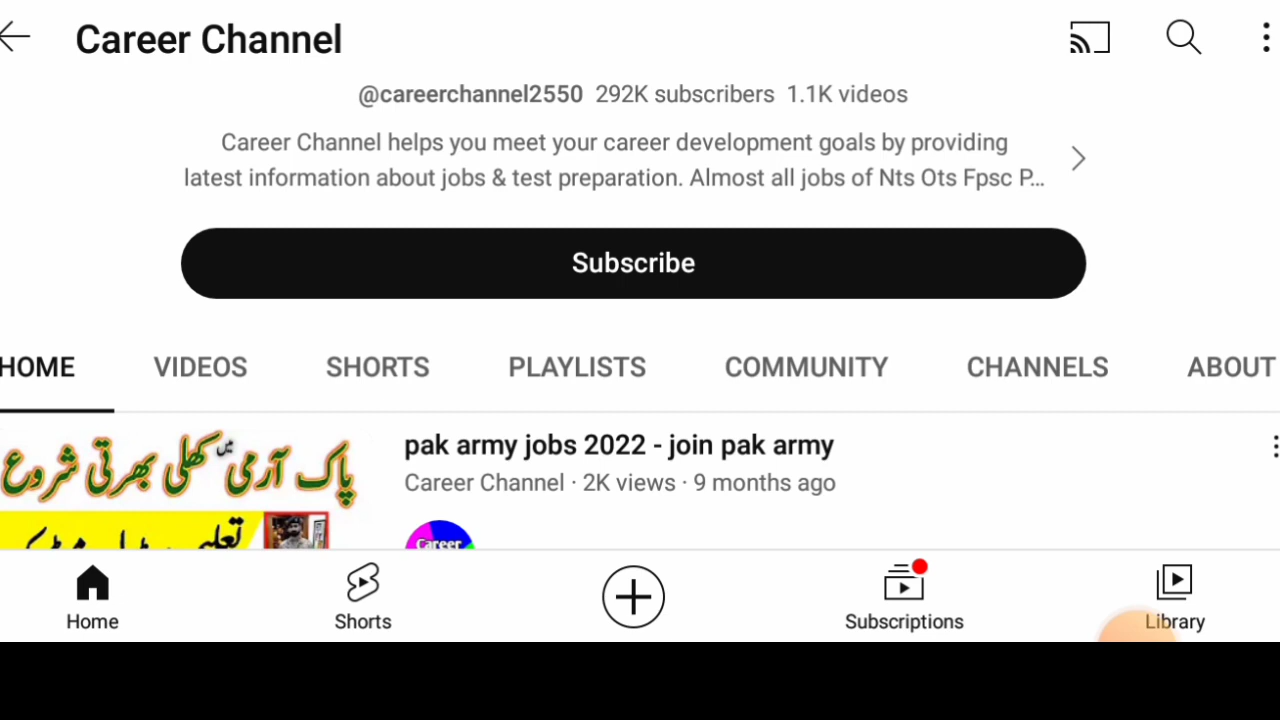 Career Channel
@careerchannel2550 292K subscribers 1.1K videos
Career Channel helps you meet your career development goals by providing
latest information about jobs & test preparation. Almost all jobs of Nts Ots Fpsc P...
Subscribe
HOME VIDEOS SHORTS PLAYLISTS COMMUNITY CHANNELS ABOUT
پاک آرمی میں کھلی بھرتی شروع
pak army jobs 2022 - join pak army
Career Channel · 2K views · 9 months ago
Career
Home Shorts Subscriptions Library